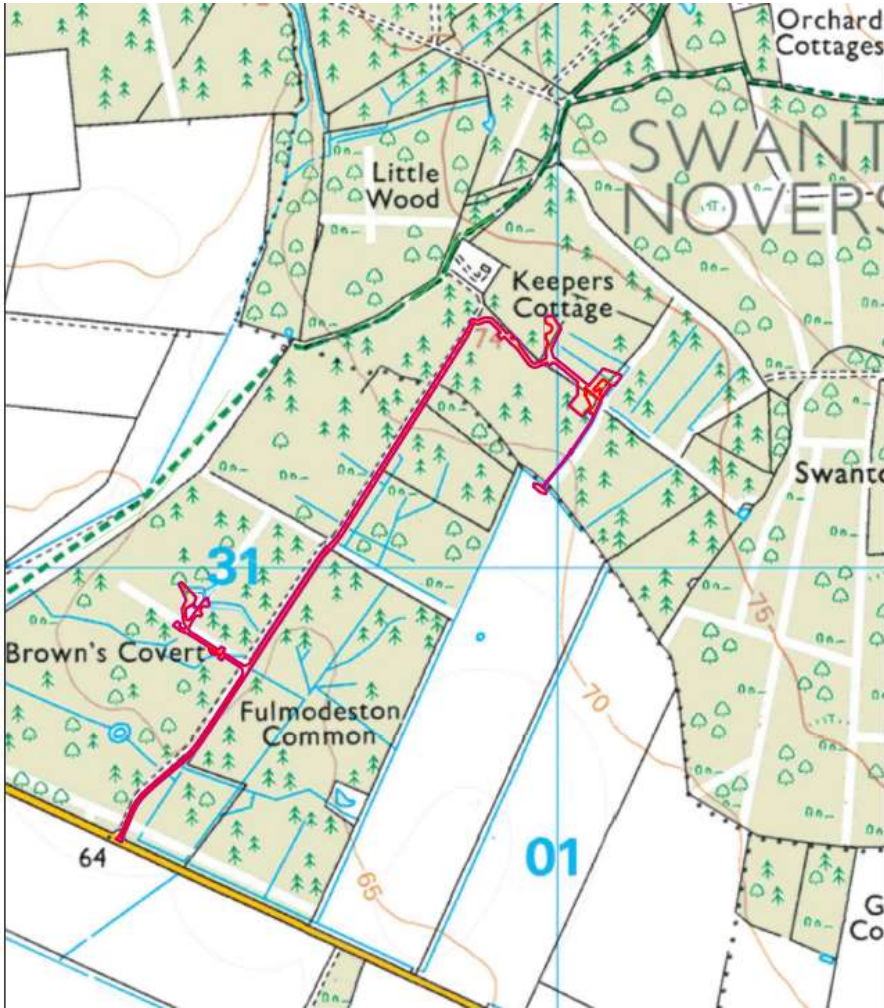 Orchard
Cottages
SWANT
NOVERS
Little
Wood
Keepers
Cottage
74
Swanto
31
75
Brown's Covert
70
Fulmodeston
Common
64
01
65
G
Co